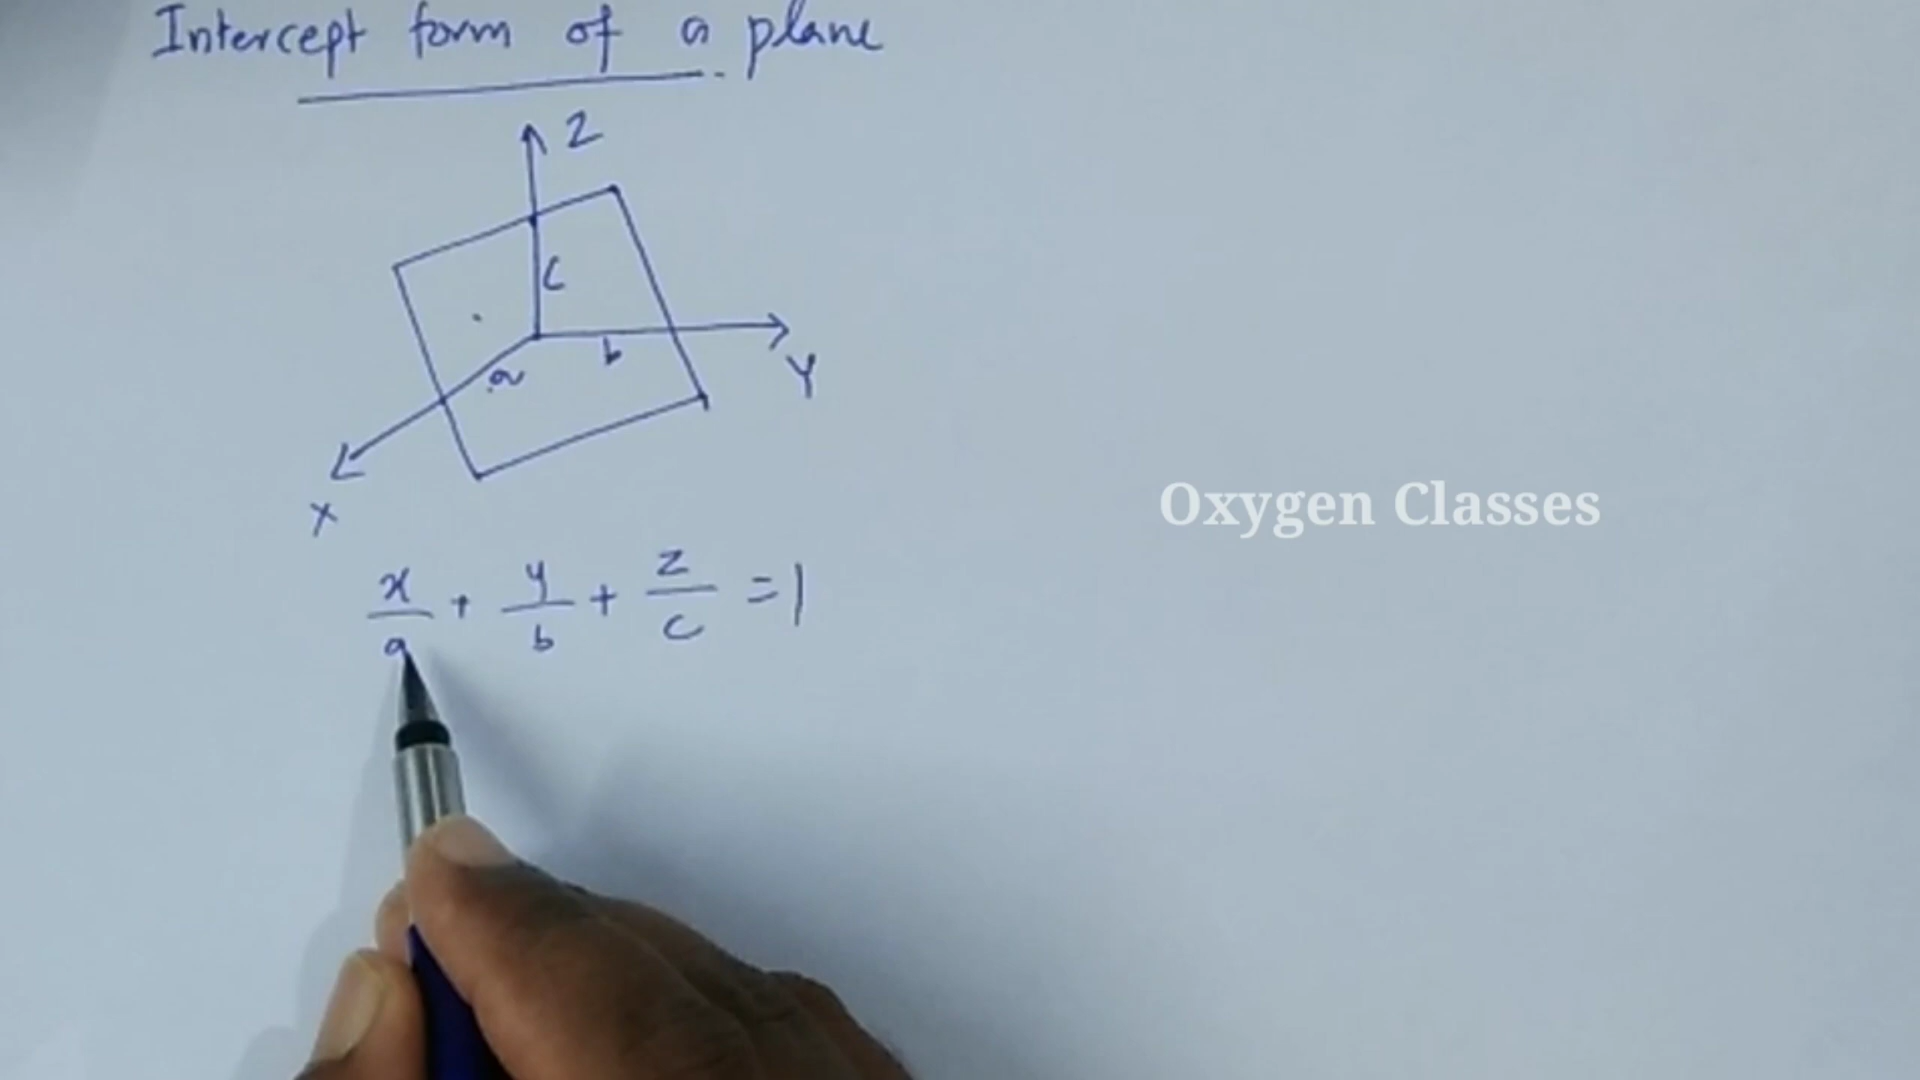 Intercept form of a plane
Z
c
b
a
Y
X
x/a + y/b + z/c = 1
Oxygen Classes